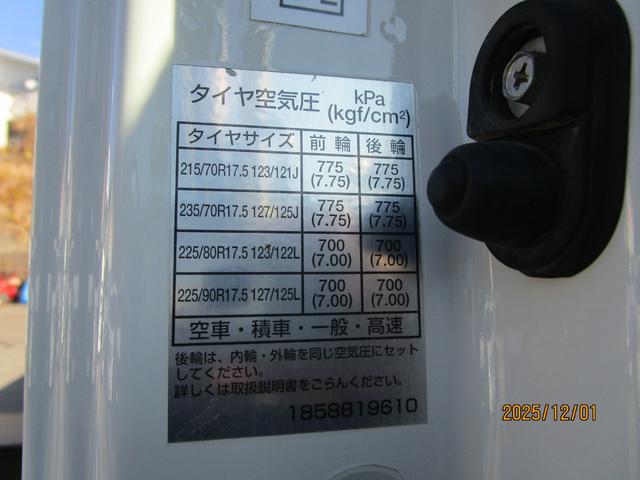 タイヤ空気圧 kPa
(kgf/cm²)
タイヤサイズ 前輪 後輪
215/70R17.5 123/121J 775 (7.75) 775 (7.75)
235/70R17.5 127/125J 775 (7.75) 775 (7.75)
225/80R17.5 123/122L 700 (7.00) 700 (7.00)
225/90R17.5 127/125L 700 (7.00) 700 (7.00)
空車・積車・一般・高速
後輪は、内輪・外輪を同じ空気圧にセット
してください。
詳しくは取扱説明書をごらんください。
1858819610
2025/12/01